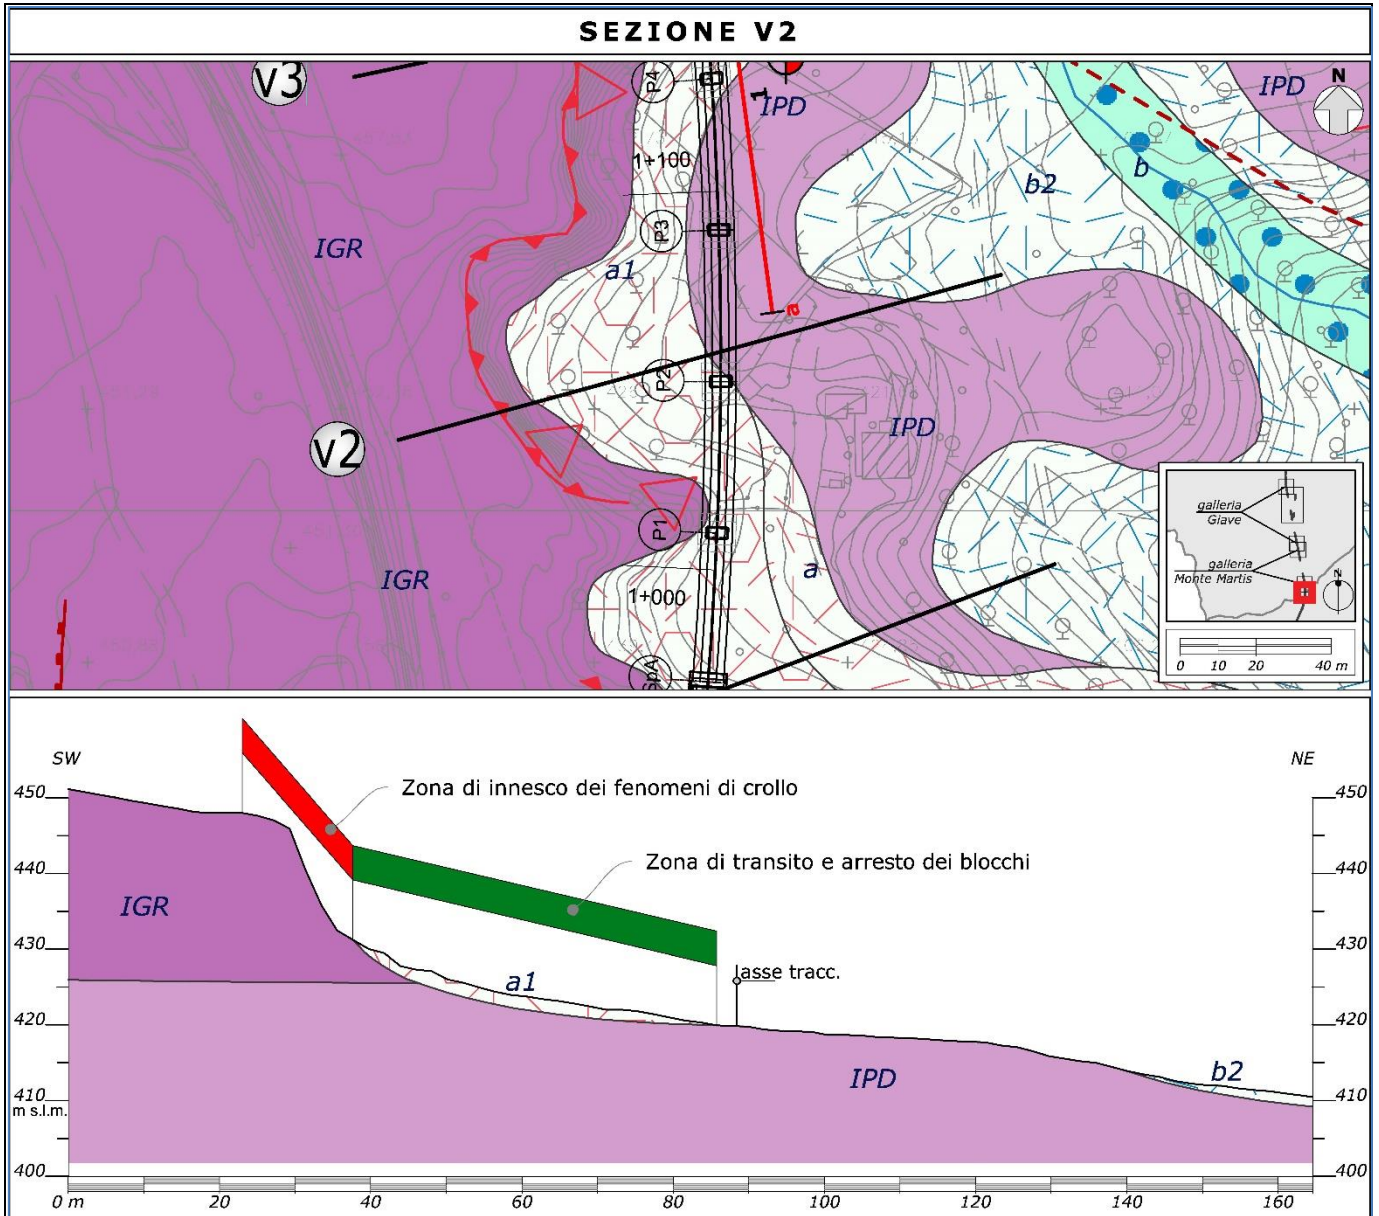 SEZIONE V2
V3
P4
1
IPD
IPD
N
1+100
b2
b
IGR
P3
a1
a
P2
V2
IPD
P1
a
IGR
1+000
SpA
galleria
Giave
galleria
Monte Martis
N
0 10 20 40 m
SW
NE
Zona di innesco dei fenomeni di crollo
450
450
Zona di transito e arresto dei blocchi
440
440
IGR
430
430
asse tracc.
a1
420
420
IPD
b2
410
410
m s.l.m.
400
400
0 m 20 40 60 80 100 120 140 160